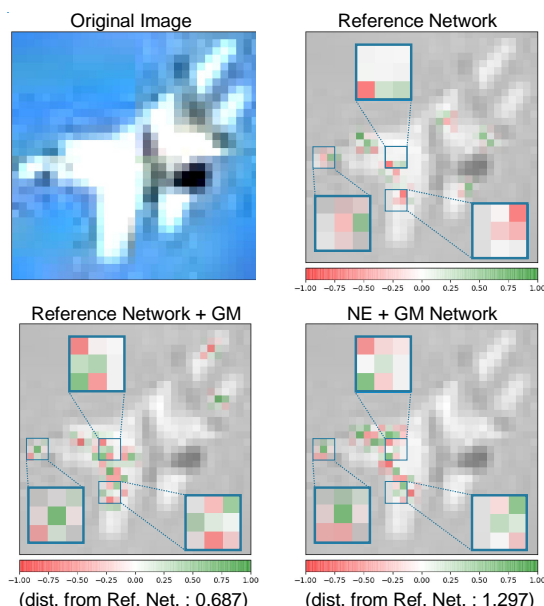 Original Image
Reference Network
−1.00 −0.75 −0.50 −0.25 0.00 0.25 0.50 0.75 1.00
Reference Network + GM
NE + GM Network
−1.00 −0.75 −0.50 −0.25 0.00 0.25 0.50 0.75 1.00
−1.00 −0.75 −0.50 −0.25 0.00 0.25 0.50 0.75 1.00
(dist. from Ref. Net. : 0.687)
(dist. from Ref. Net. : 1.297)